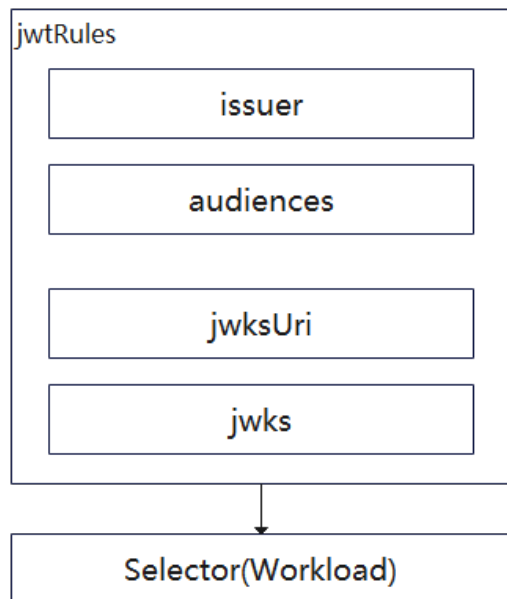 jwtRules
issuer
audiences
jwksUri
jwks
Selector(Workload)